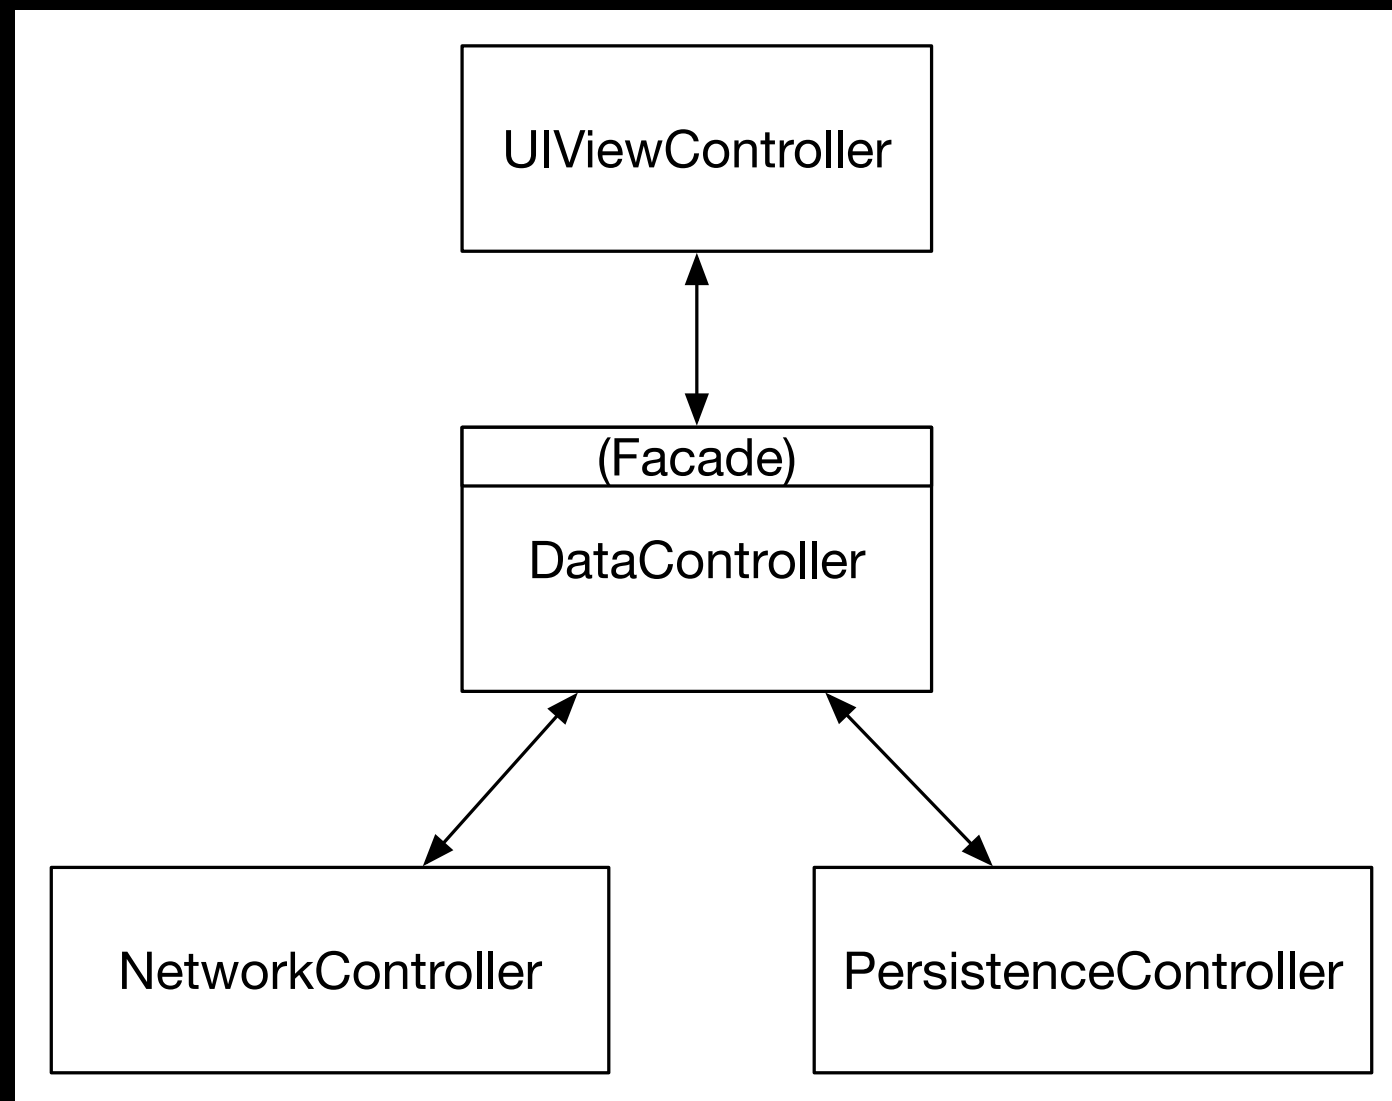 UIViewController
(Facade)
DataController
NetworkController
PersistenceController